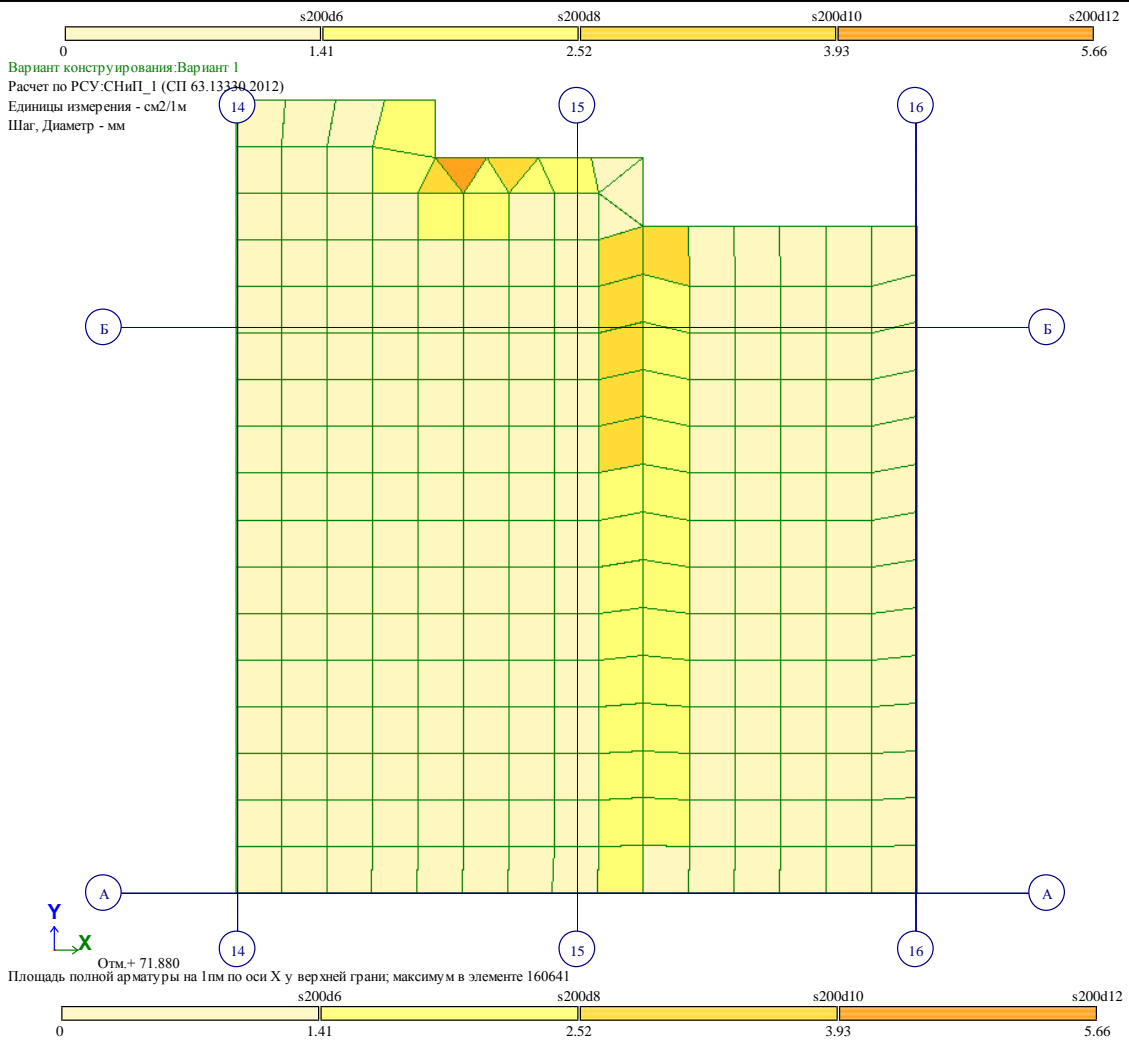 s200d6 s200d8 s200d10 s200d12
0 1.41 2.52 3.93 5.66
Вариант конструирования:Вариант 1
Расчет по РСУ:СНиП_1 (СП 63.13330.2012)
Единицы измерения - см2/1м
Шаг, Диаметр - мм
14 15 16
Б Б
А А
Y
X
14 15 16
Отм.+ 71.880
Площадь полной арматуры на 1пм по оси X у верхней грани; максимум в элементе 160641
s200d6 s200d8 s200d10 s200d12
0 1.41 2.52 3.93 5.66